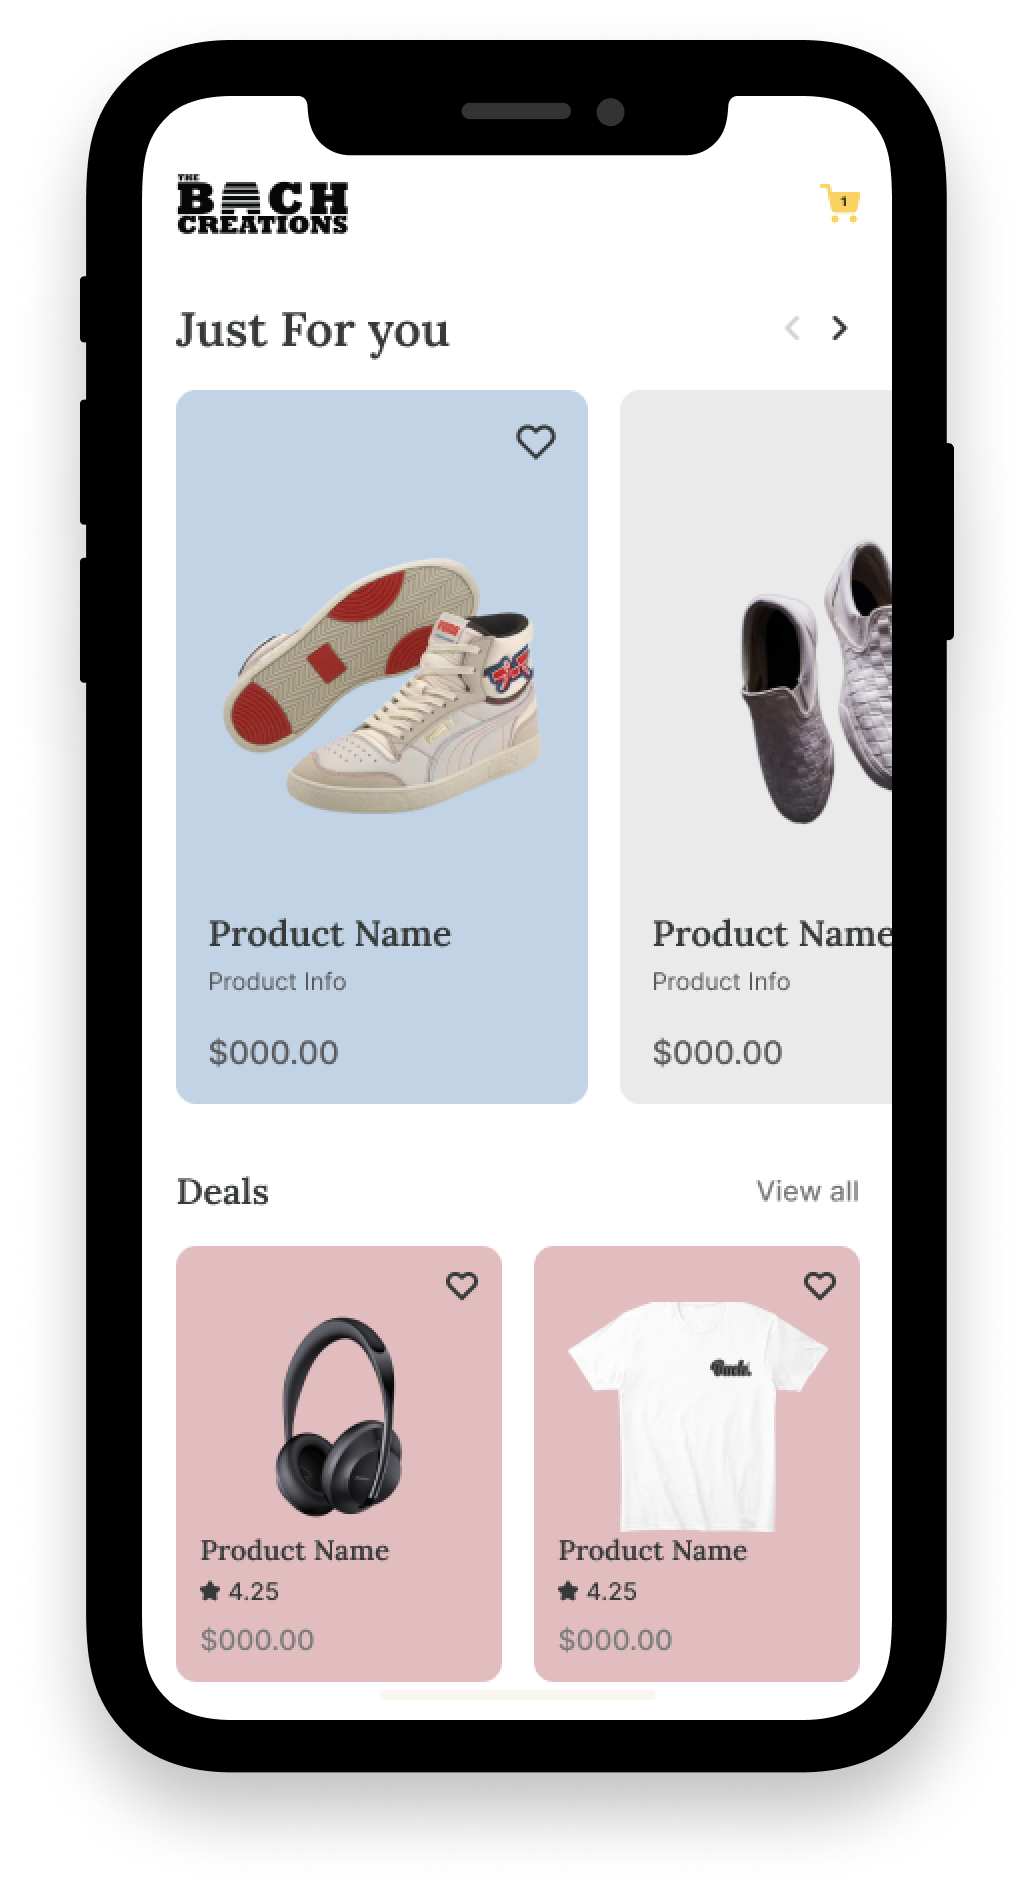 THE
BACH
CREATIONS
1
Just For you
Product Name
Product Info
$000.00
Product Name
Product Info
$000.00
Deals
View all
Bach.
Product Name
4.25
$000.00
Product Name
4.25
$000.00